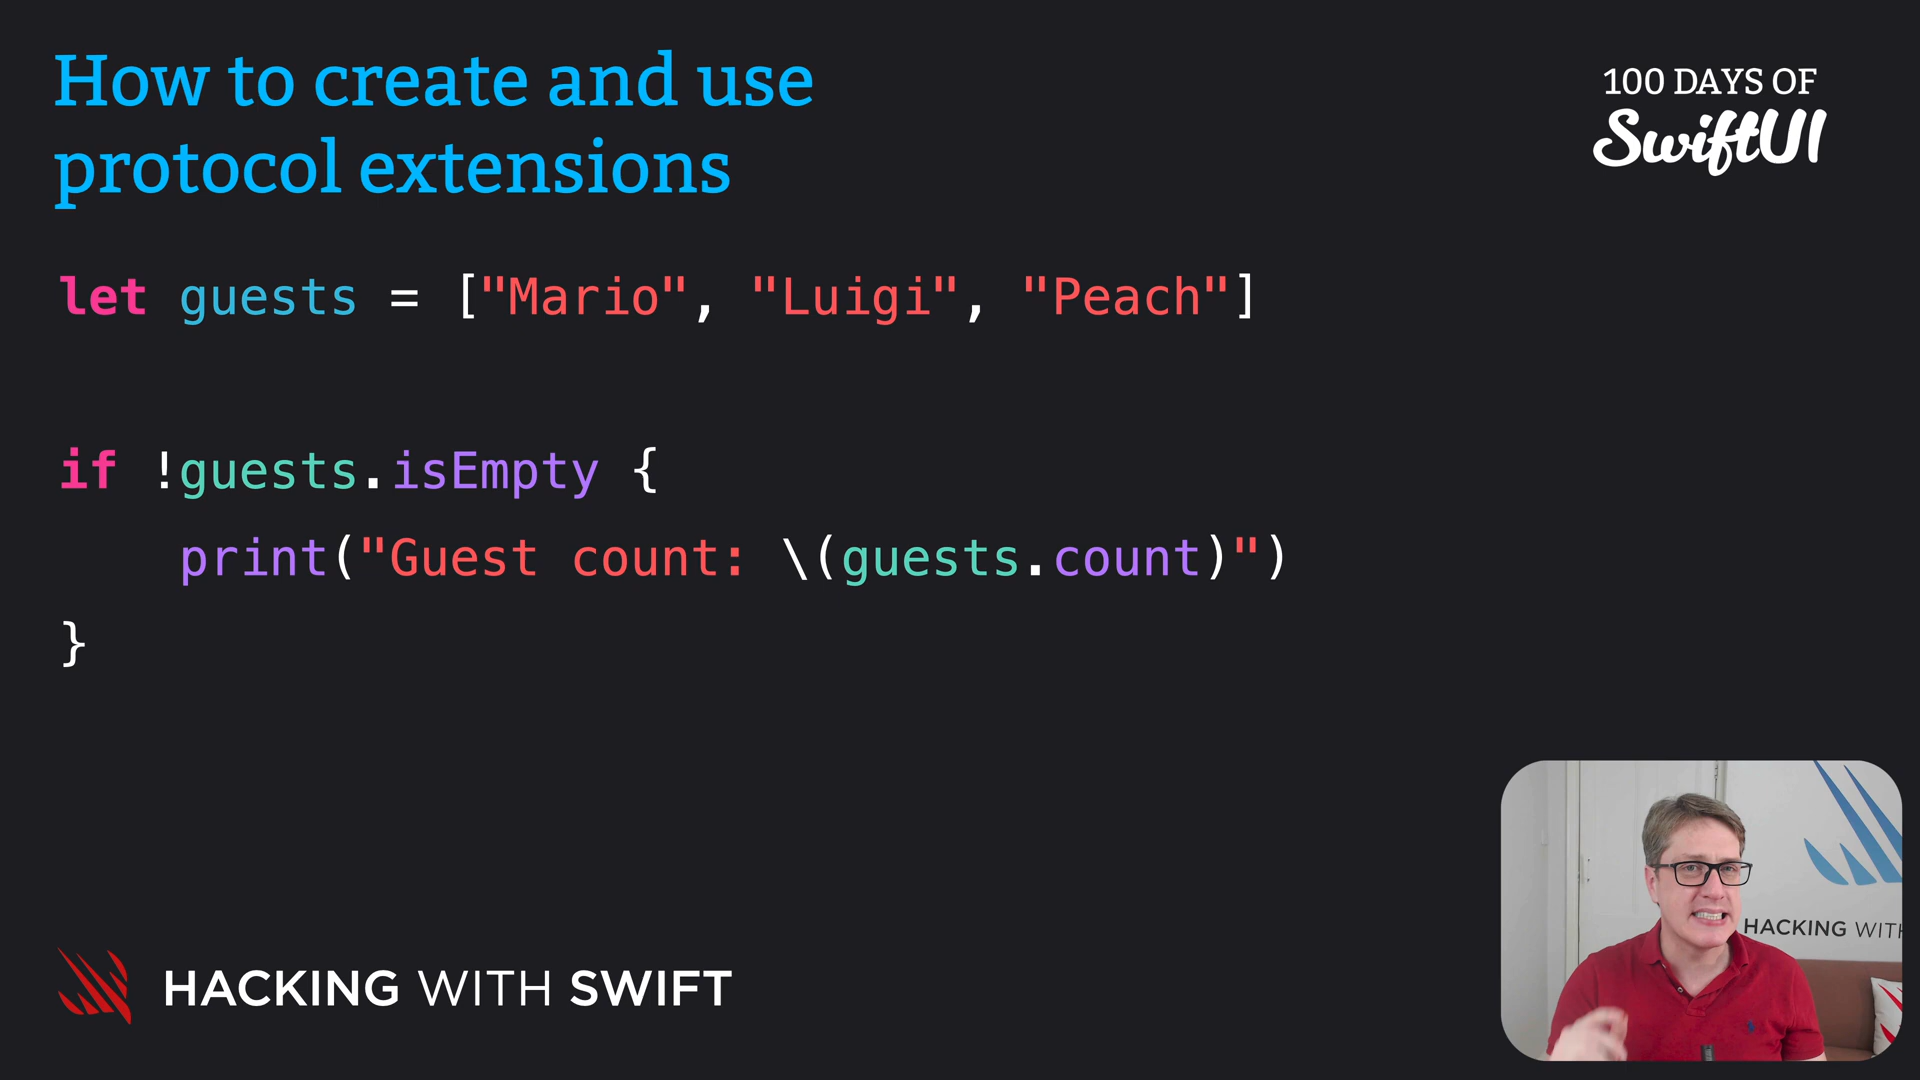 How to create and use
protocol extensions
100 DAYS OF
SwiftUI
let guests = ["Mario", "Luigi", "Peach"]
if !guests.isEmpty {
    print("Guest count: \(guests.count)")
}
HACKING WITH SWIFT
HACKING WITH